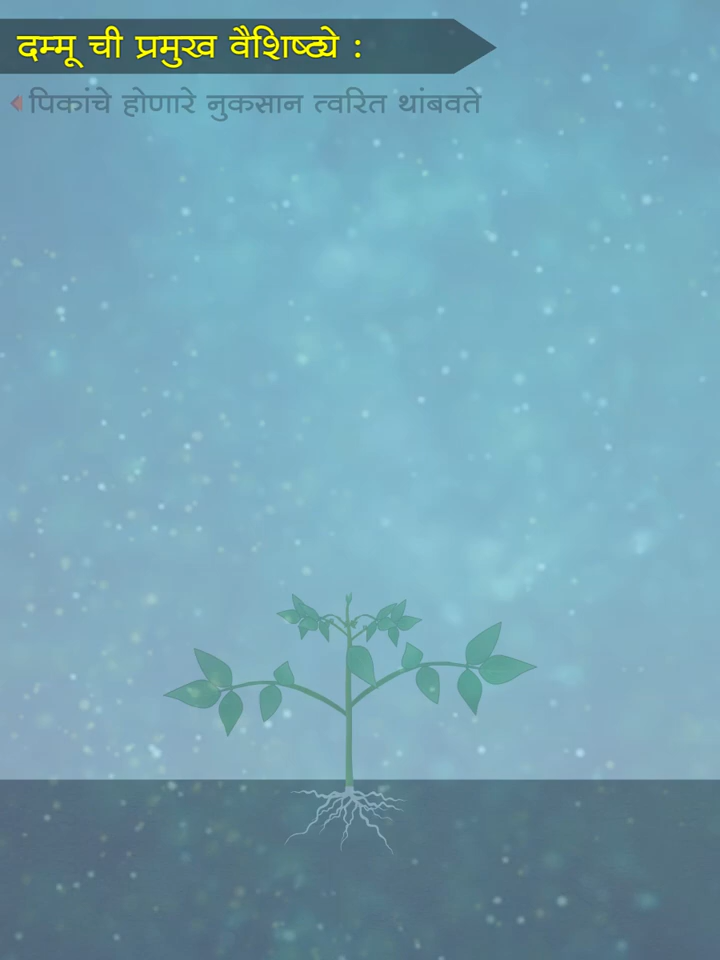 दम्मू ची प्रमुख वैशिष्ठ्ये :
पिकांचे होणारे नुकसान त्वरित थांबवते